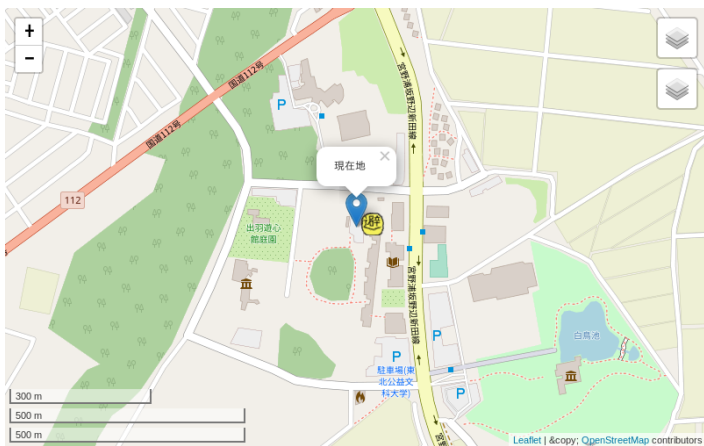 +
−
国道112号
宮野浦坂野辺新田線
P
国道112号
現在地
×
112
避
出羽遊心
館庭園
宮野浦坂野辺新田線
P
白鳥池
P
駐車場(東
北公益文
科大学)
P
300 m
500 m
500 m
宮野
Leaflet | &copy; OpenStreetMap contributors